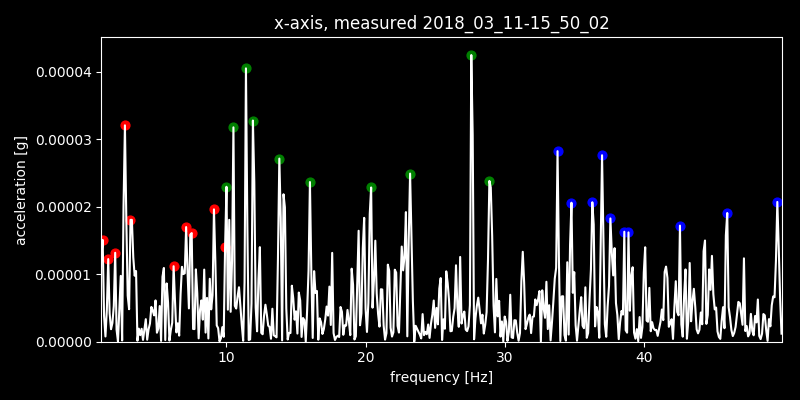 x-axis, measured 2018_03_11-15_50_02
acceleration [g]
0.00004
0.00003
0.00002
0.00001
0.00000
10 20 30 40
frequency [Hz]